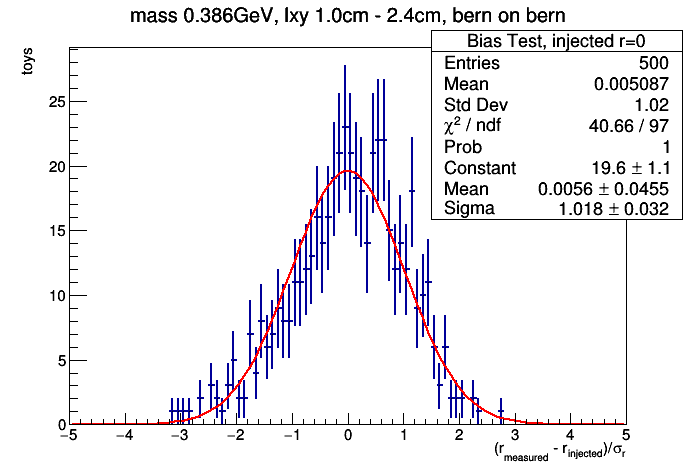 mass 0.386GeV, lxy 1.0cm - 2.4cm, bern on bern
Bias Test, injected r=0
Entries 500
Mean 0.005087
Std Dev 1.02
χ² / ndf 40.66 / 97
Prob 1
Constant 19.6 ± 1.1
Mean 0.0056 ± 0.0455
Sigma 1.018 ± 0.032
toys
25
20
15
10
5
0
−5 −4 −3 −2 −1 0 1 2 3 4 5
(r_measured - r_injected)/σ_r